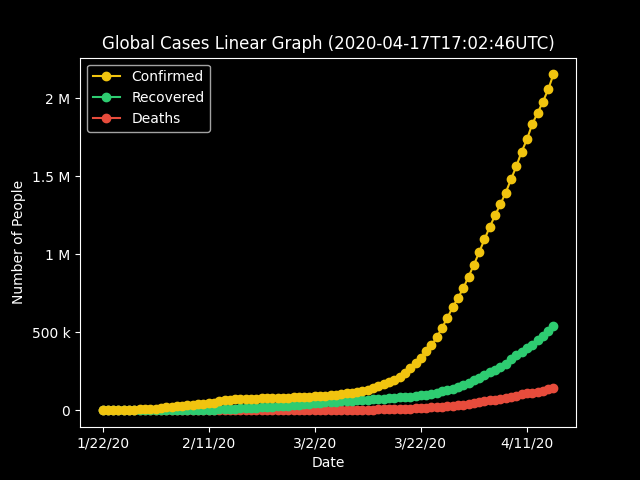 Global Cases Linear Graph (2020-04-17T17:02:46UTC)
Confirmed
Recovered
Deaths
2 M
1.5 M
1 M
500 k
0
Number of People
1/22/20 2/11/20 3/2/20 3/22/20 4/11/20
Date